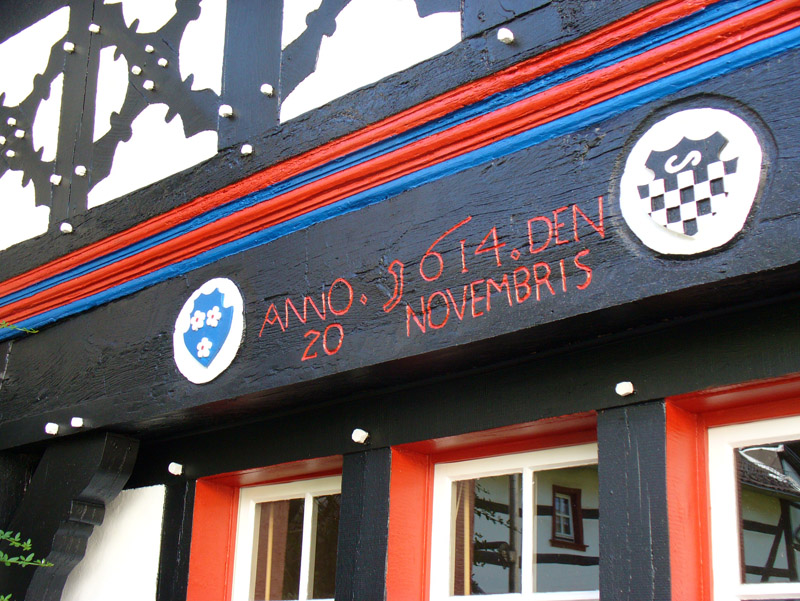 ANNO. 1614. DEN
20 NOVEMBRIS
S